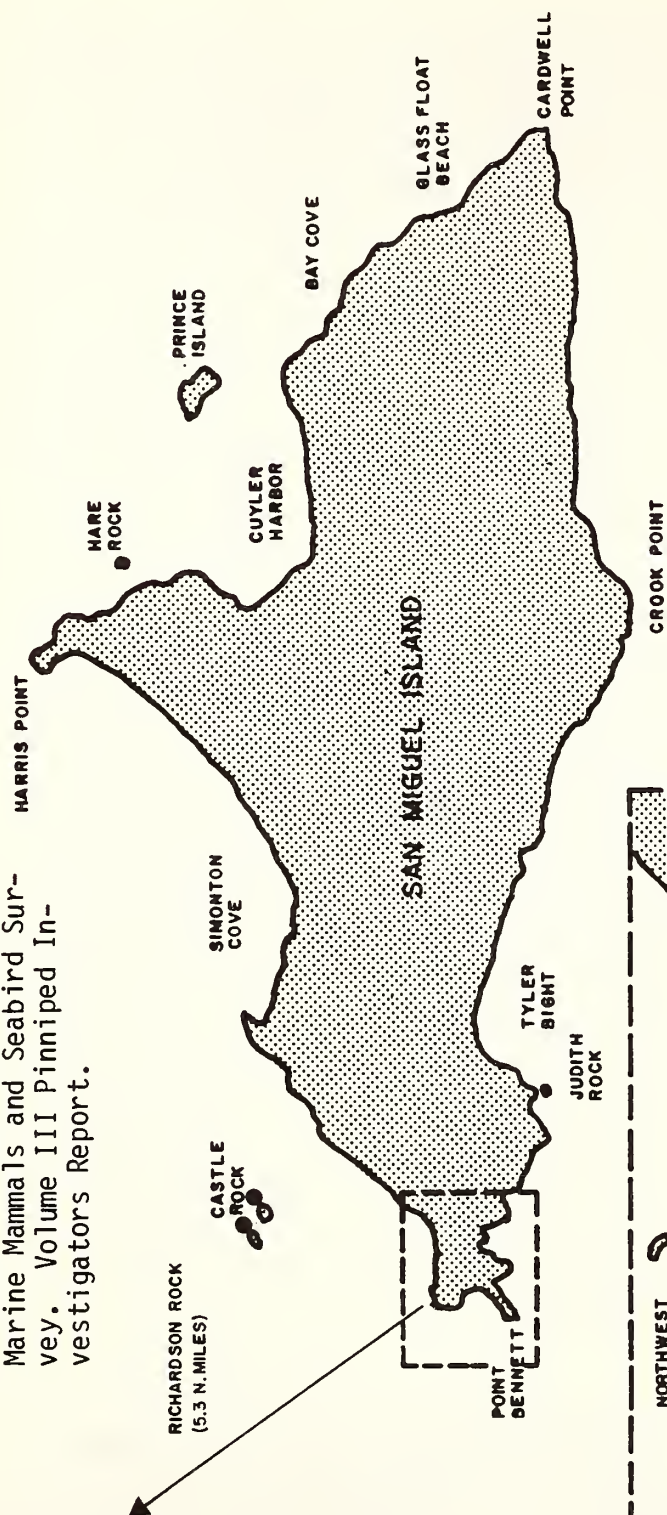 Marine Mammals and Seabird Sur-
vey. Volume III Pinniped In-
vestigators Report.
HARRIS POINT
HARE
ROCK
PRINCE
ISLAND
CUYLER
HARBOR
BAY COVE
GLASS FLOAT
BEACH
CARDWELL
POINT
SIMONTON
COVE
CASTLE
ROCK
RICHARDSON ROCK
(5.3 N. MILES)
SAN MIGUEL ISLAND
POINT
BENNETT
TYLER
BIGHT
JUDITH
ROCK
CROOK POINT
NORTHWEST